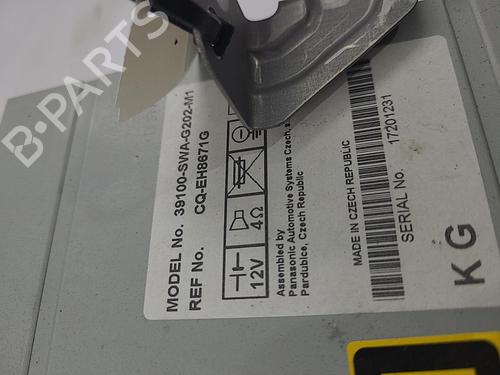 B-PARTS
MODEL No. 39100-SWA-G202-M1
REF No. CQ-EH8671G
12V 4Ω
Assembled by
Panasonic Automotive Systems Czech, s.
Pardubice, Czech Republic
MADE IN CZECH REPUBLIC
SERIAL No. 17201231
K G